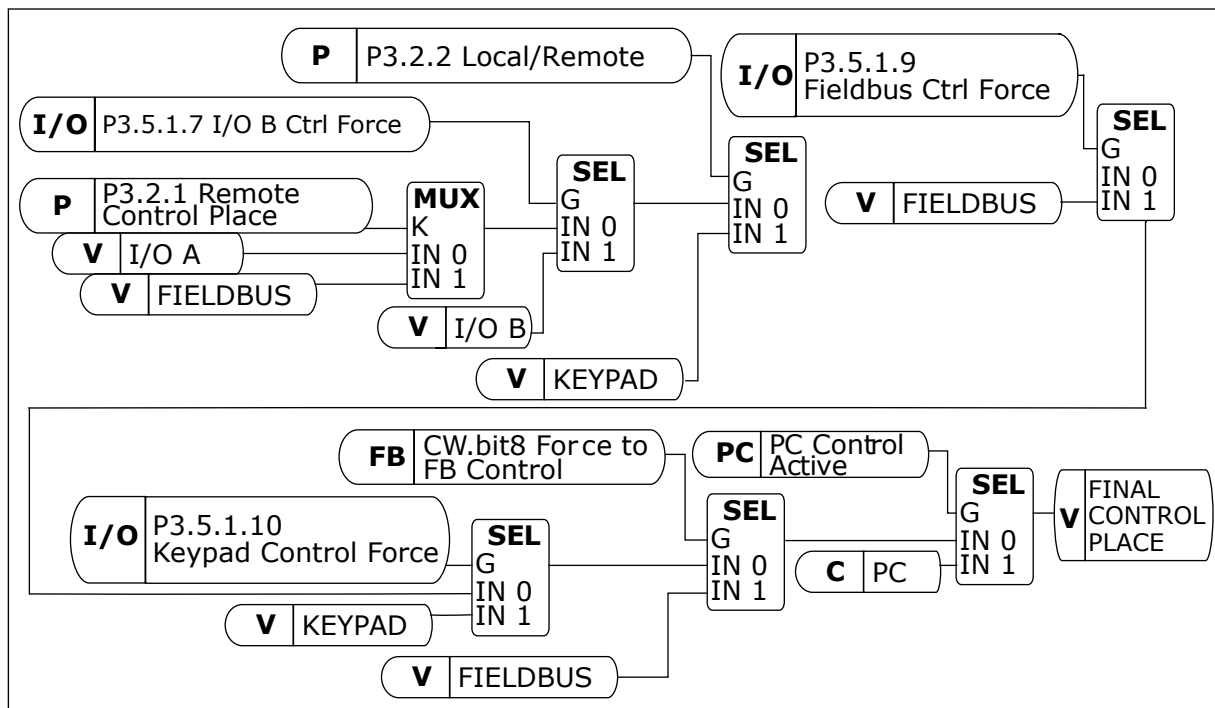 P P3.2.2 Local/Remote
I/O P3.5.1.9
Fieldbus Ctrl Force
I/O P3.5.1.7 I/O B Ctrl Force
P P3.2.1 Remote
Control Place
V I/O A
V FIELDBUS
MUX
K
IN 0
IN 1
SEL
G
IN 0
IN 1
V I/O B
SEL
G
IN 0
IN 1
V KEYPAD
V FIELDBUS
SEL
G
IN 0
IN 1
I/O P3.5.1.10
Keypad Control Force
V KEYPAD
SEL
G
IN 0
IN 1
FB CW.bit8 Force to
FB Control
V FIELDBUS
SEL
G
IN 0
IN 1
PC PC Control
Active
C PC
SEL
G
IN 0
IN 1
V FINAL
CONTROL
PLACE